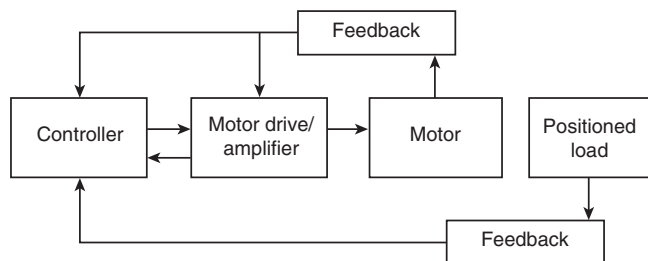 Feedback
Controller
Motor drive/
amplifier
Motor
Positioned
load
Feedback